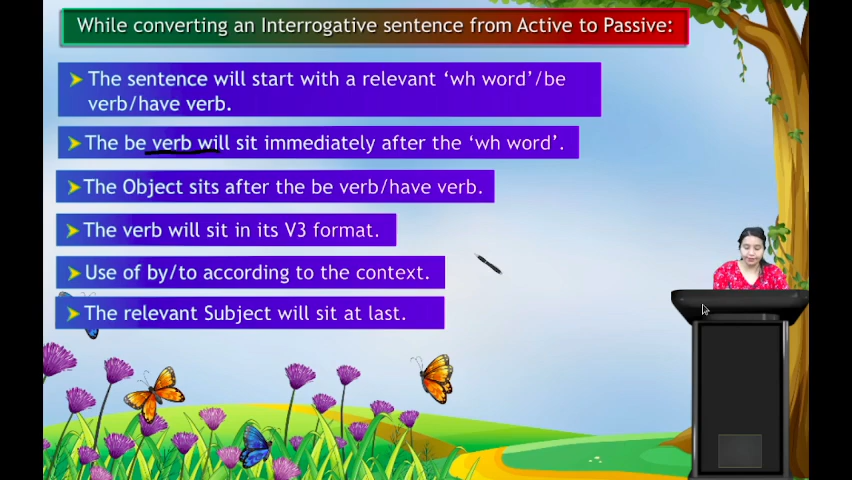 While converting an Interrogative sentence from Active to Passive:
The sentence will start with a relevant ‘wh word’/be
verb/have verb.
The be verb will sit immediately after the ‘wh word’.
The Object sits after the be verb/have verb.
The verb will sit in its V3 format.
Use of by/to according to the context.
The relevant Subject will sit at last.